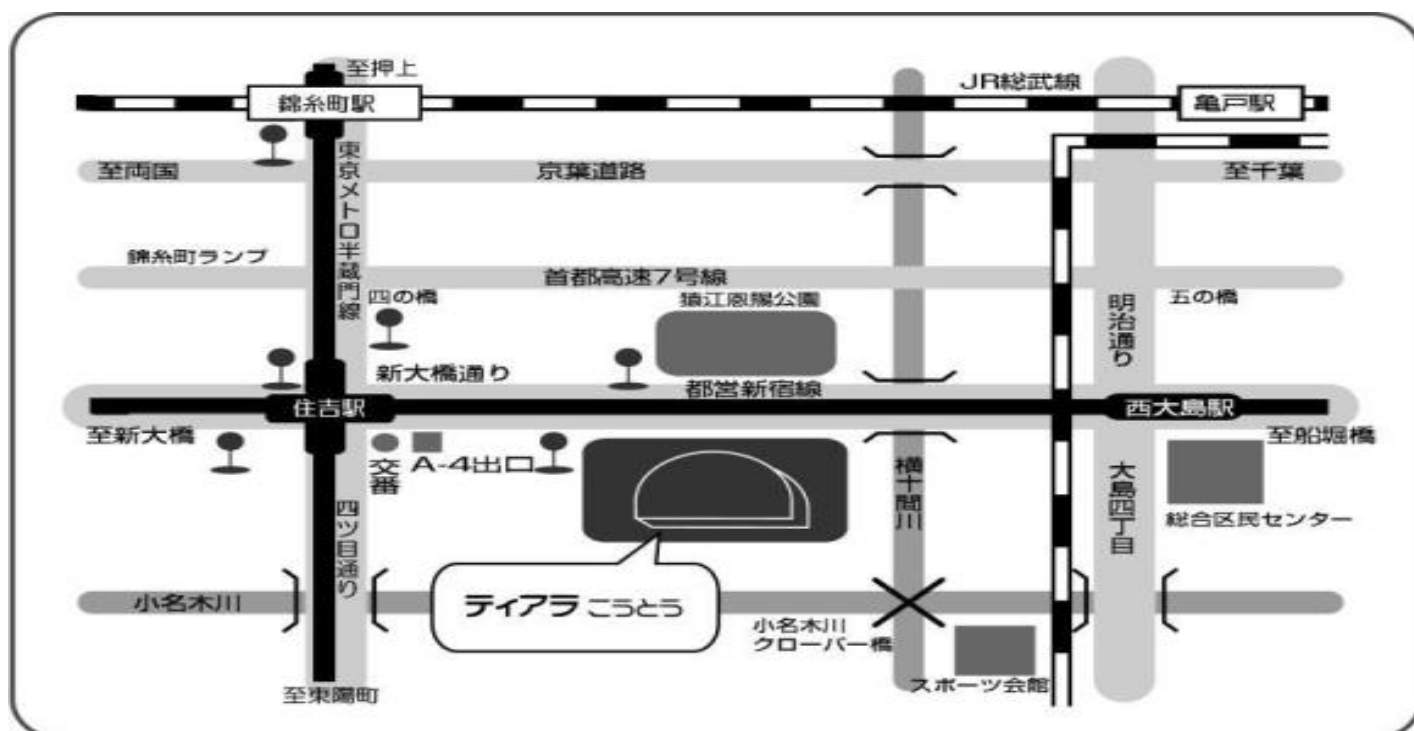 至押上
JR総武線
錦糸町駅
亀戸駅
至両国
京葉道路
至千葉
東京メトロ半蔵門線
錦糸町ランプ
首都高速7号線
四の橋
猿江恩賜公園
五の橋
明治通り
新大橋通り
都営新宿線
住吉駅
西大島駅
至新大橋
至船堀橋
交番
A-4出口
横十間川
大島四丁目
総合区民センター
四ツ目通り
小名木川
ティアラこうとう
小名木川
クローバー橋
スポーツ会館
至東陽町